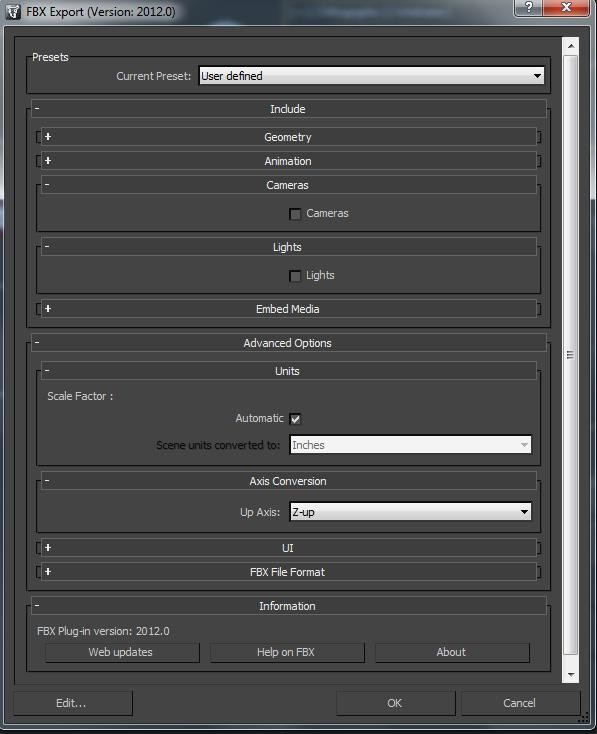 FBX Export (Version: 2012.0)
Presets
Current Preset: User defined
- Include
+ Geometry
+ Animation
- Cameras
Cameras
- Lights
Lights
+ Embed Media
- Advanced Options
- Units
Scale Factor :
Automatic
Scene units converted to: Inches
- Axis Conversion
Up Axis: Z-up
+ UI
+ FBX File Format
- Information
FBX Plug-in version: 2012.0
Web updates Help on FBX About
Edit... OK Cancel